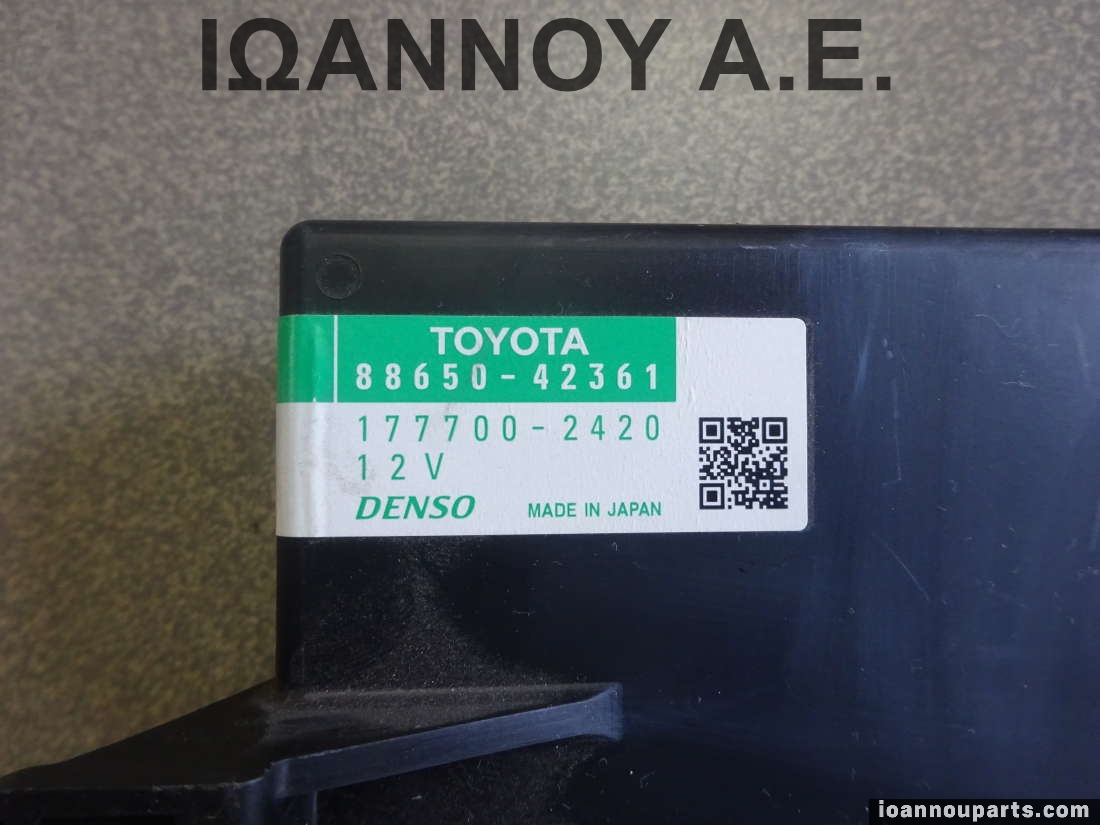 ΙΩΑΝΝΟΥ Α.Ε.
TOYOTA
88650-42361
177700-2420
12V
DENSO MADE IN JAPAN
ioannouparts.com